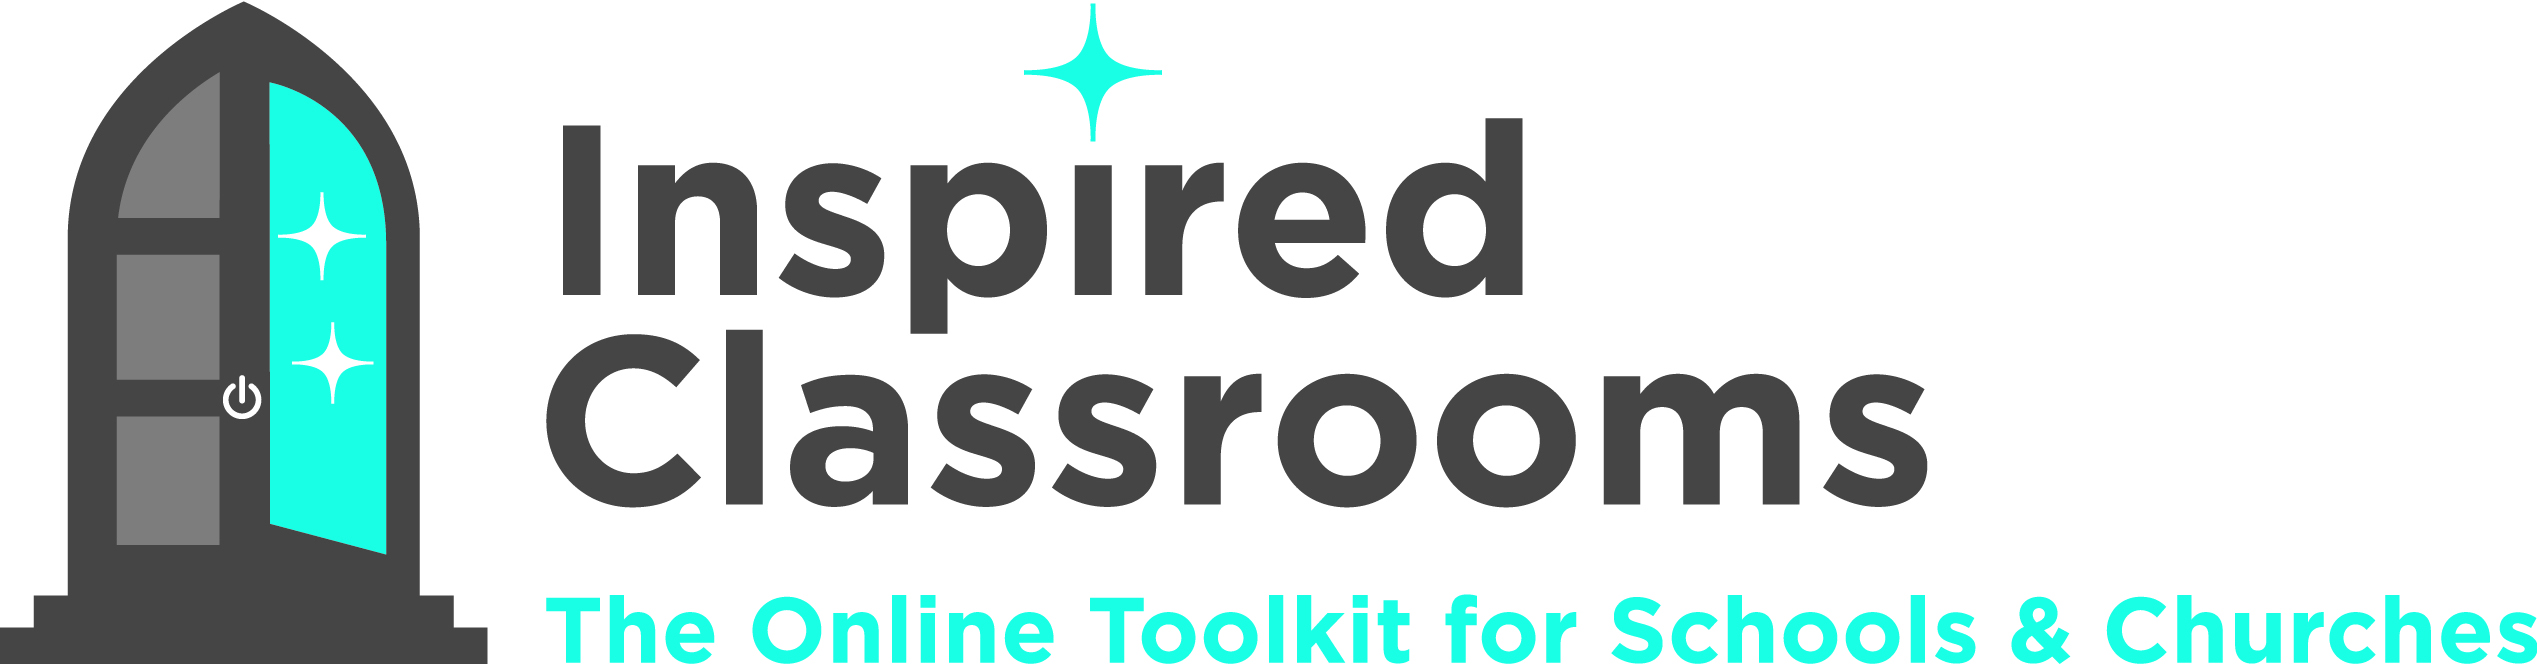 Inspired
Classrooms
The Online Toolkit for Schools & Churches